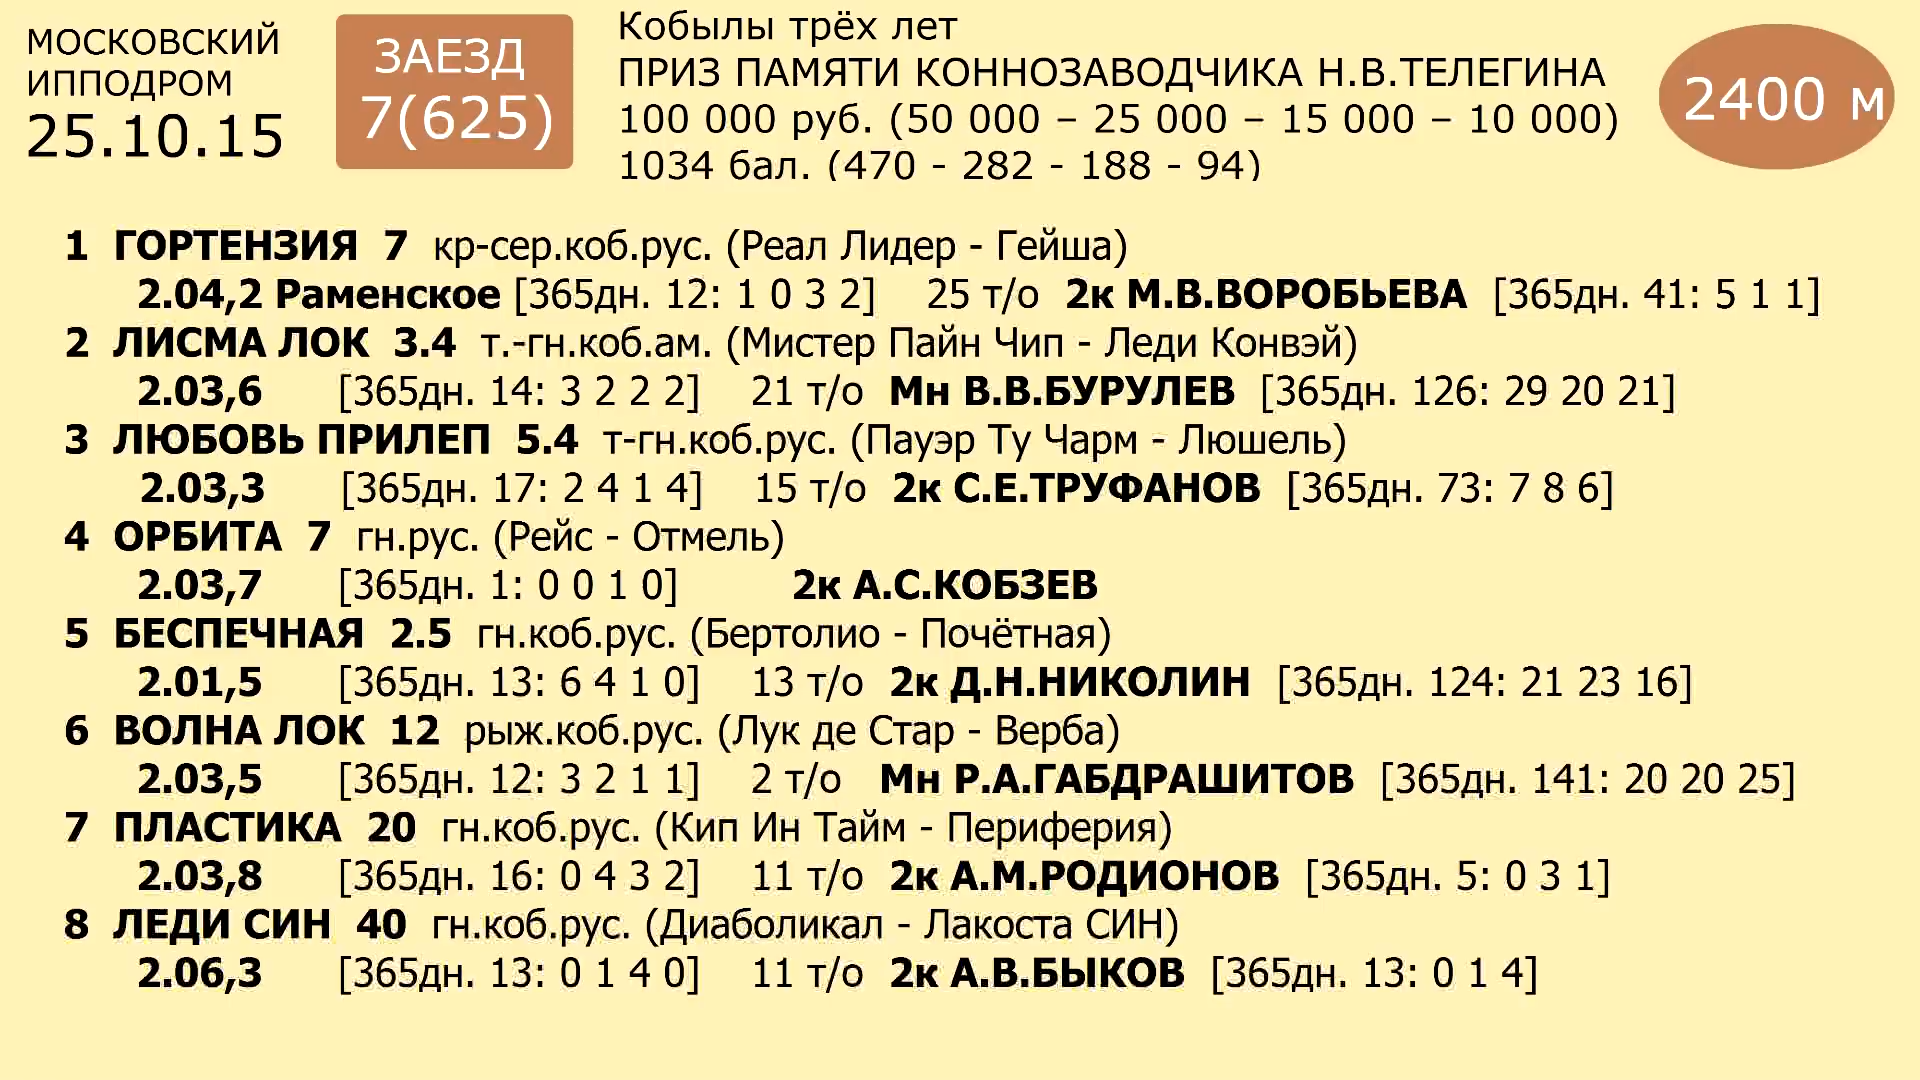 МОСКОВСКИЙ
ИППОДРОМ
25.10.15
ЗАЕЗД
7(625)
Кобылы трёх лет
ПРИЗ ПАМЯТИ КОННОЗАВОДЧИКА Н.В.ТЕЛЕГИНА
100 000 руб. (50 000 – 25 000 – 15 000 – 10 000)
1034 бал. (470 - 282 - 188 - 94)
2400 м
1 ГОРТЕНЗИЯ 7 кр-сер.коб.рус. (Реал Лидер - Гейша)
2.04,2 Раменское [365дн. 12: 1 0 3 2] 25 т/о 2к М.В.ВОРОБЬЕВА [365дн. 41: 5 1 1]
2 ЛИСМА ЛОК 3.4 т.-гн.коб.ам. (Мистер Пайн Чип - Леди Конвэй)
2.03,6 [365дн. 14: 3 2 2 2] 21 т/о Мн В.В.БУРУЛЕВ [365дн. 126: 29 20 21]
3 ЛЮБОВЬ ПРИЛЕП 5.4 т-гн.коб.рус. (Пауэр Ту Чарм - Люшель)
2.03,3 [365дн. 17: 2 4 1 4] 15 т/о 2к С.Е.ТРУФАНОВ [365дн. 73: 7 8 6]
4 ОРБИТА 7 гн.рус. (Рейс - Отмель)
2.03,7 [365дн. 1: 0 0 1 0] 2к А.С.КОБЗЕВ
5 БЕСПЕЧНАЯ 2.5 гн.коб.рус. (Бертолио - Почётная)
2.01,5 [365дн. 13: 6 4 1 0] 13 т/о 2к Д.Н.НИКОЛИН [365дн. 124: 21 23 16]
6 ВОЛНА ЛОК 12 рыж.коб.рус. (Лук де Стар - Верба)
2.03,5 [365дн. 12: 3 2 1 1] 2 т/о Мн Р.А.ГАБДРАШИТОВ [365дн. 141: 20 20 25]
7 ПЛАСТИКА 20 гн.коб.рус. (Кип Ин Тайм - Периферия)
2.03,8 [365дн. 16: 0 4 3 2] 11 т/о 2к А.М.РОДИОНОВ [365дн. 5: 0 3 1]
8 ЛЕДИ СИН 40 гн.коб.рус. (Диаболикал - Лакоста СИН)
2.06,3 [365дн. 13: 0 1 4 0] 11 т/о 2к А.В.БЫКОВ [365дн. 13: 0 1 4]